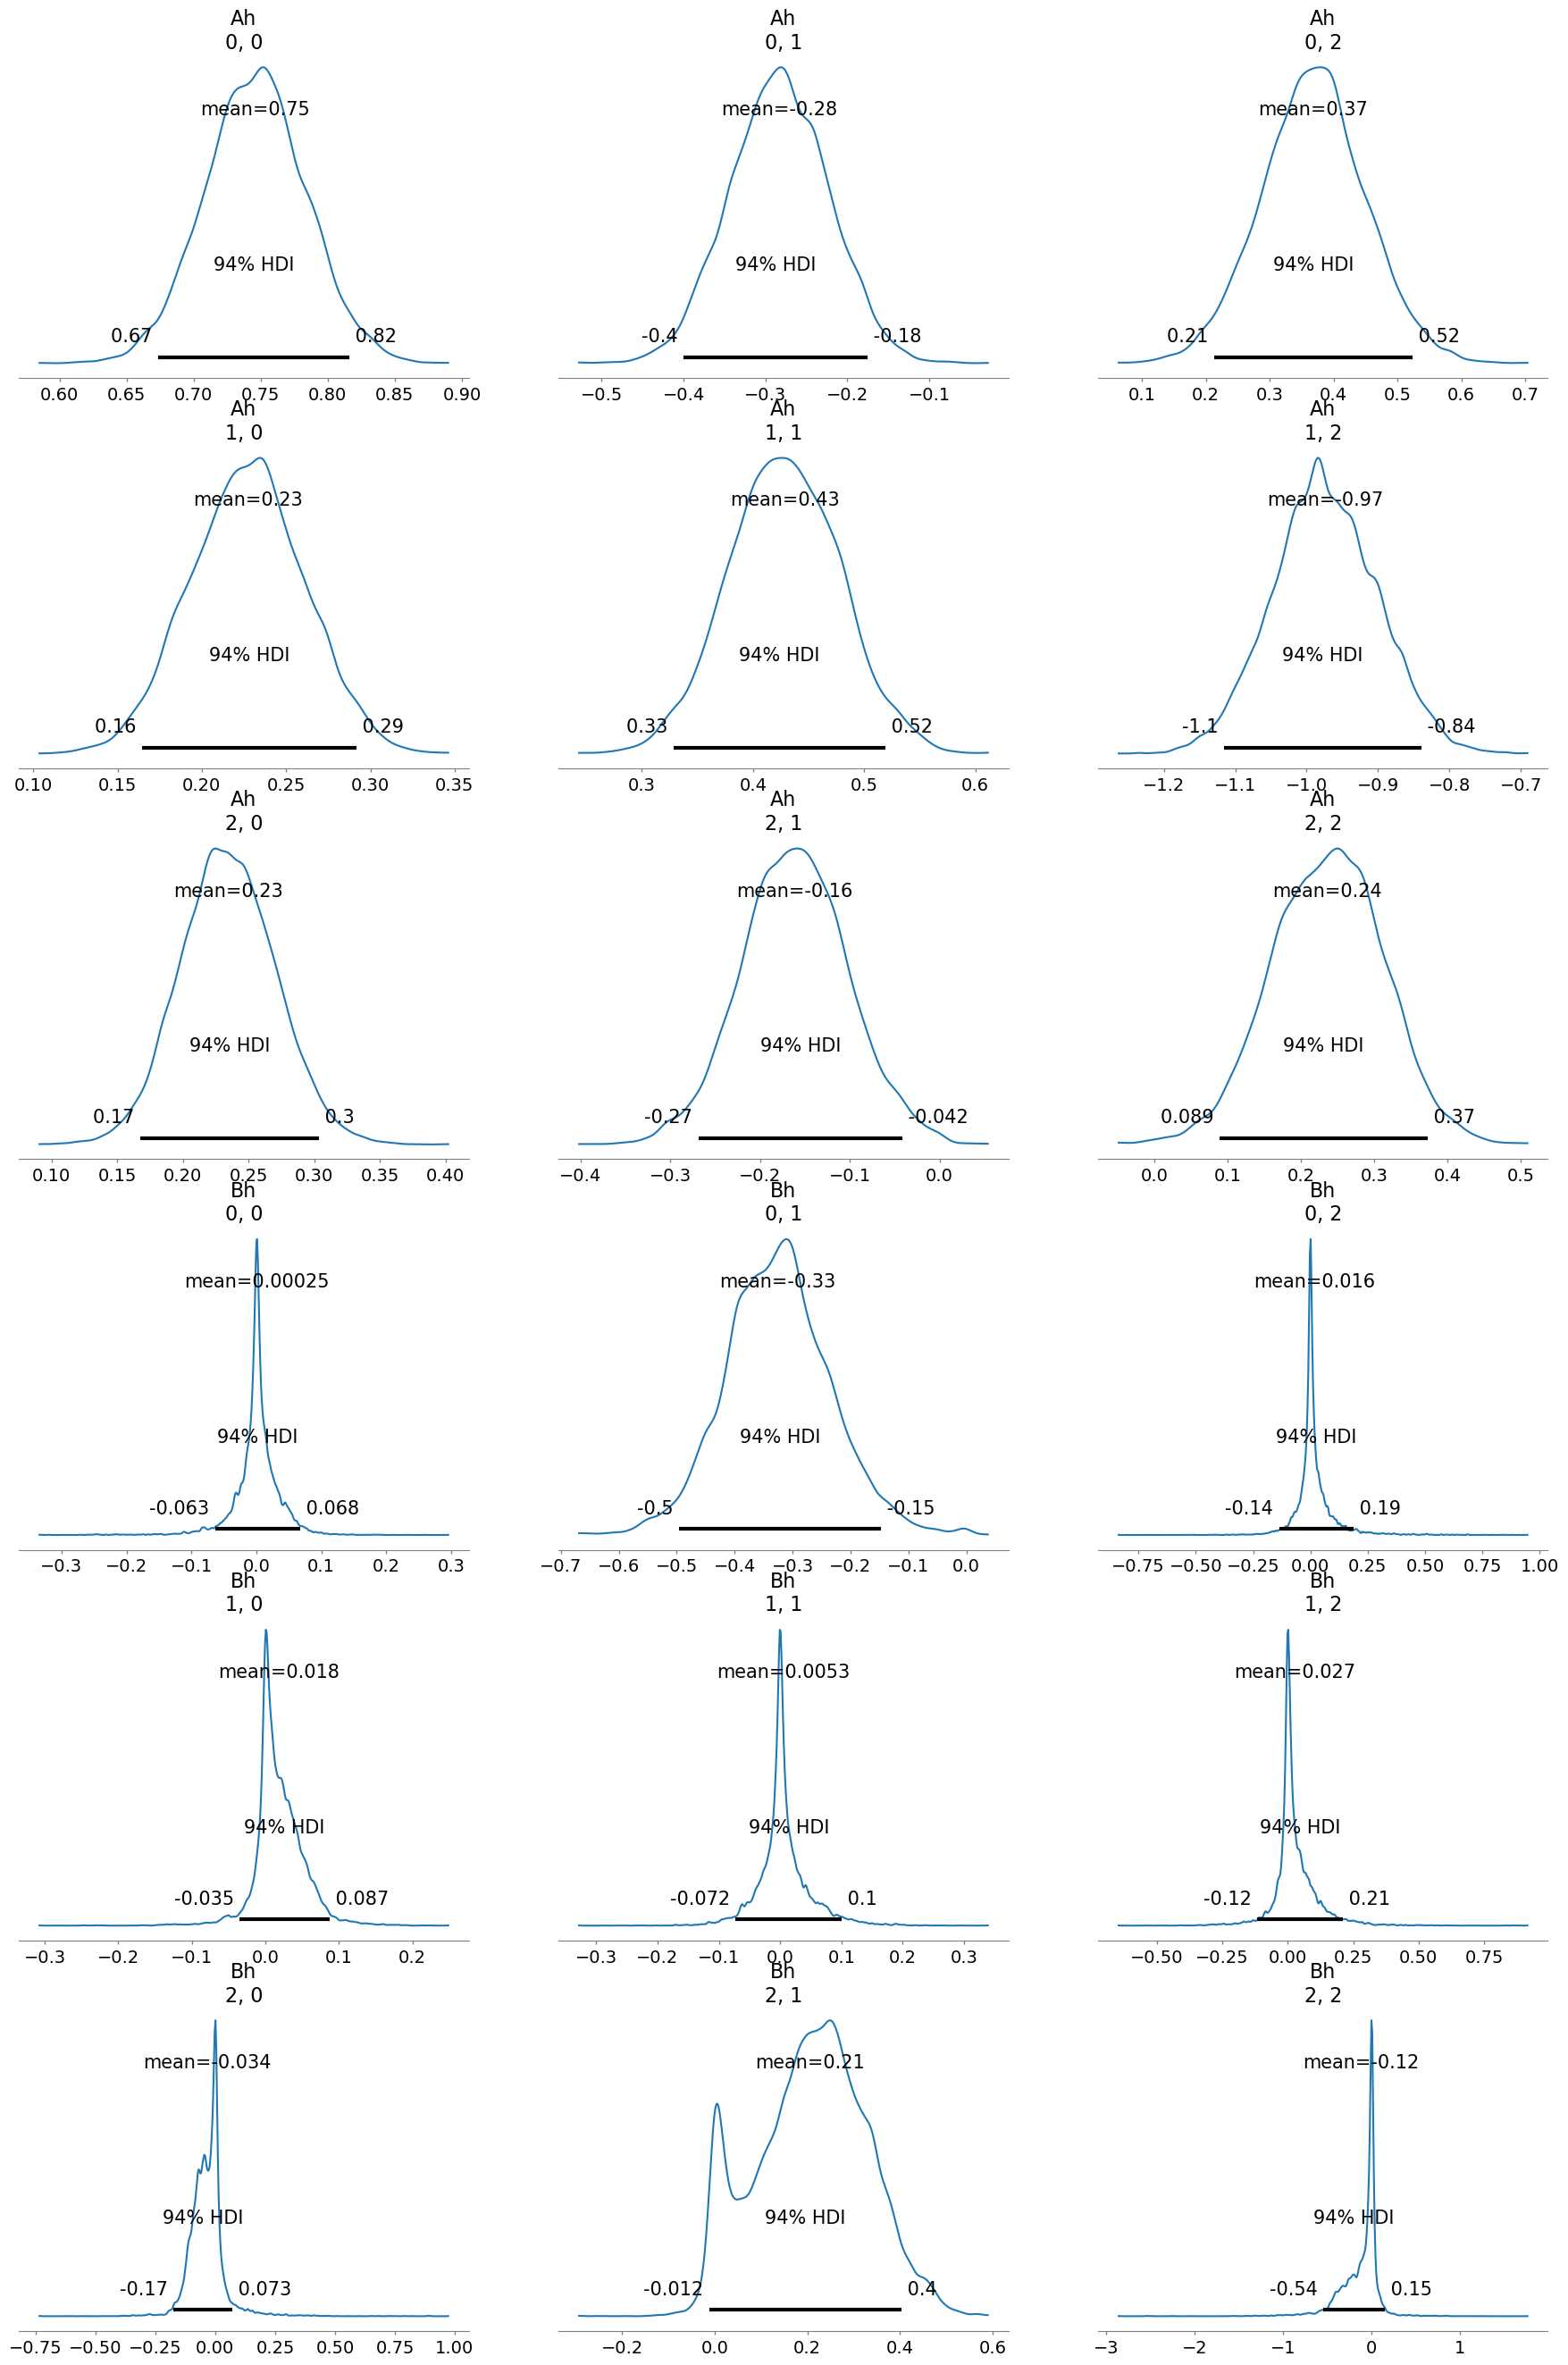 Ah
0, 0
mean=0.75
94% HDI
0.67 0.82
0.60 0.65 0.70 0.75 0.80 0.85 0.90
Ah
0, 1
mean=-0.28
94% HDI
-0.4 -0.18
−0.5 −0.4 −0.3 −0.2 −0.1
Ah
0, 2
mean=0.37
94% HDI
0.21 0.52
0.1 0.2 0.3 0.4 0.5 0.6 0.7
Ah
1, 0
mean=0.23
94% HDI
0.16 0.29
0.10 0.15 0.20 0.25 0.30 0.35
Ah
1, 1
mean=0.43
94% HDI
0.33 0.52
0.3 0.4 0.5 0.6
Ah
1, 2
mean=-0.97
94% HDI
-1.1 -0.84
−1.2 −1.1 −1.0 −0.9 −0.8 −0.7
Ah
2, 0
mean=0.23
94% HDI
0.17 0.3
0.10 0.15 0.20 0.25 0.30 0.35 0.40
Ah
2, 1
mean=-0.16
94% HDI
-0.27 -0.042
−0.4 −0.3 −0.2 −0.1 0.0
Ah
2, 2
mean=0.24
94% HDI
0.089 0.37
0.0 0.1 0.2 0.3 0.4 0.5
Bh
0, 0
mean=0.00025
94% HDI
-0.063 0.068
−0.3 −0.2 −0.1 0.0 0.1 0.2 0.3
Bh
0, 1
mean=-0.33
94% HDI
-0.5 -0.15
−0.7 −0.6 −0.5 −0.4 −0.3 −0.2 −0.1 0.0
Bh
0, 2
mean=0.016
94% HDI
-0.14 0.19
−0.75 −0.50 −0.25 0.00 0.25 0.50 0.75 1.00
Bh
1, 0
mean=0.018
94% HDI
-0.035 0.087
−0.3 −0.2 −0.1 0.0 0.1 0.2
Bh
1, 1
mean=0.0053
94% HDI
-0.072 0.1
−0.3 −0.2 −0.1 0.0 0.1 0.2 0.3
Bh
1, 2
mean=0.027
94% HDI
-0.12 0.21
−0.50 −0.25 0.00 0.25 0.50 0.75
Bh
2, 0
mean=-0.034
94% HDI
-0.17 0.073
−0.75 −0.50 −0.25 0.00 0.25 0.50 0.75 1.00
Bh
2, 1
mean=0.21
94% HDI
-0.012 0.4
−0.2 0.0 0.2 0.4 0.6
Bh
2, 2
mean=-0.12
94% HDI
-0.54 0.15
−3 −2 −1 0 1